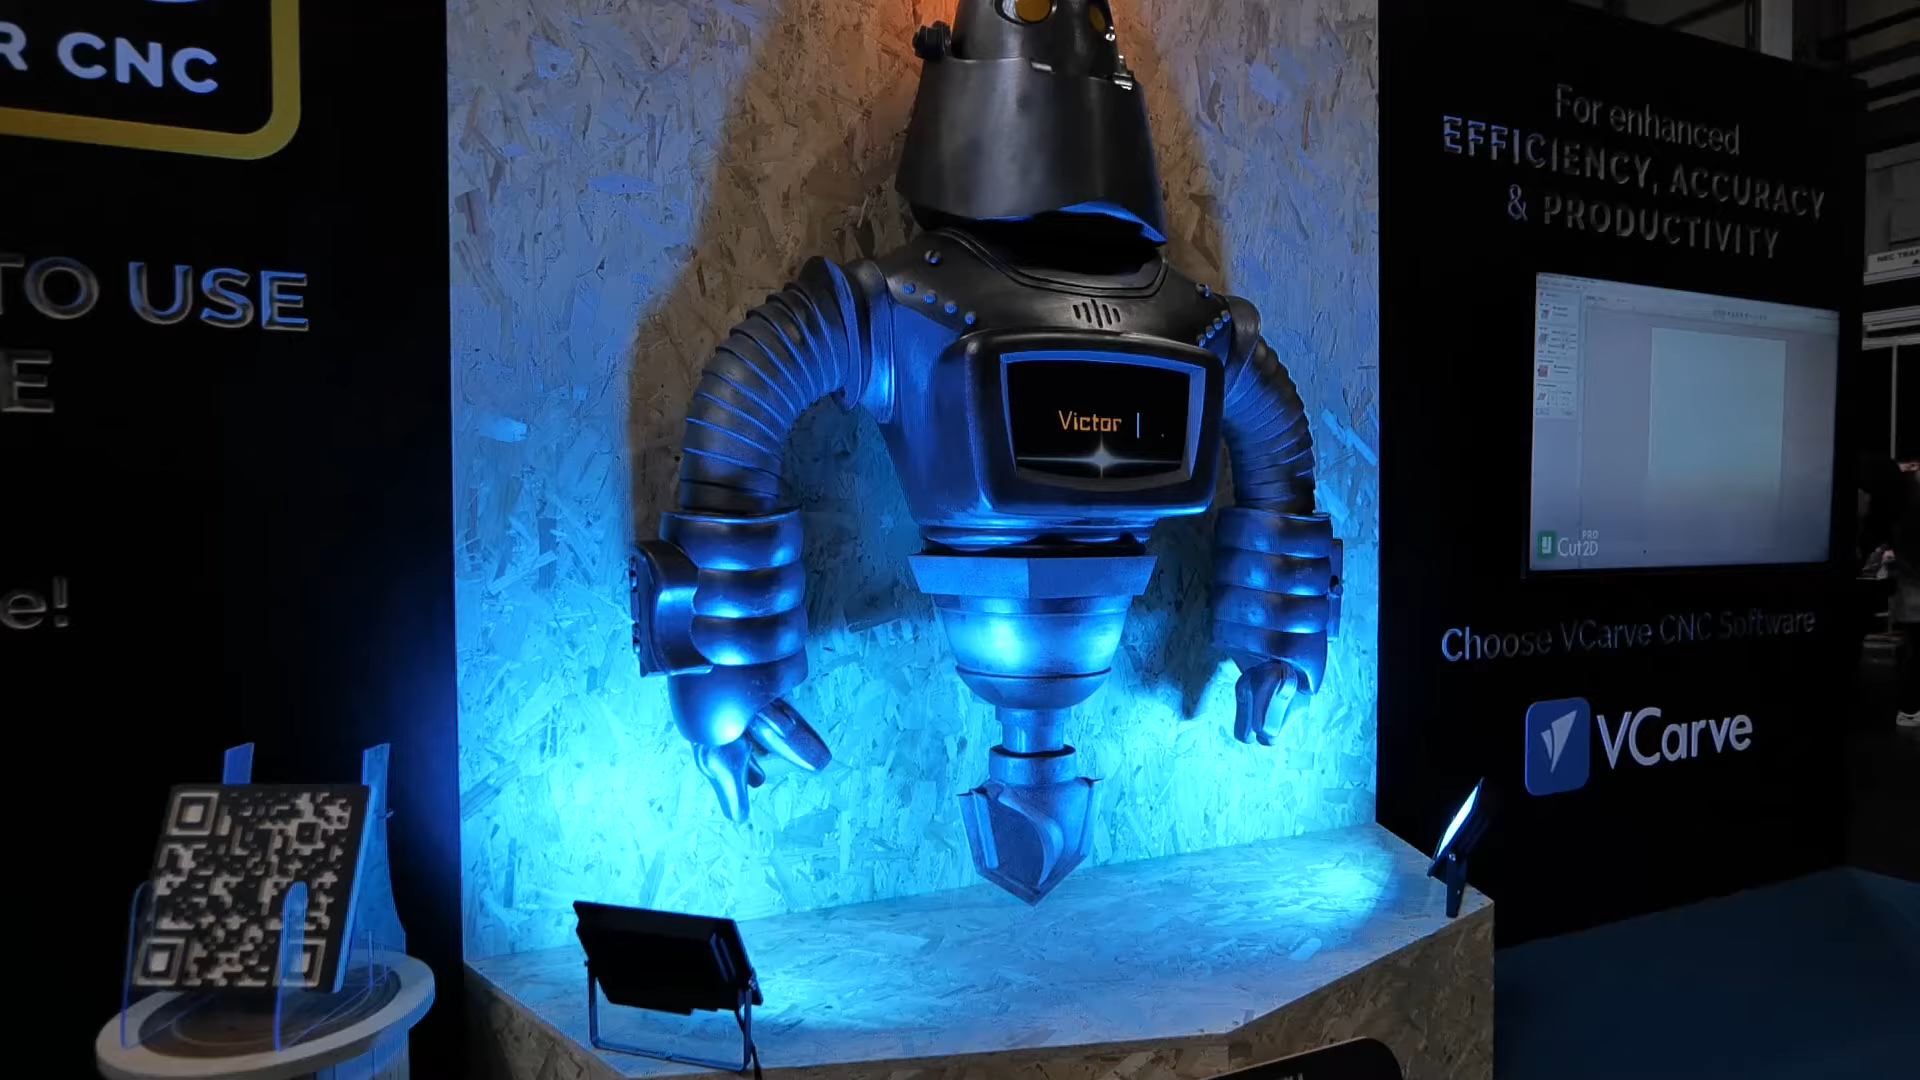 R CNC
TO USE
E
e!
Victor
For enhanced
EFFICIENCY, ACCURACY
& PRODUCTIVITY
Cut2D
PRO
Choose VCarve CNC Software
VCarve